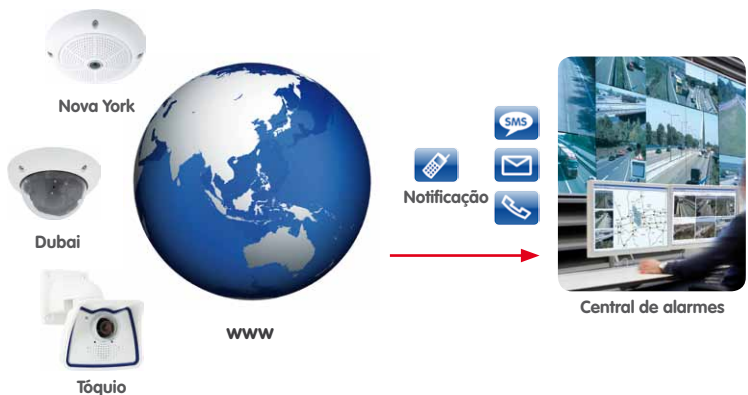 Nova York
Dubai
Tóquio
www
SMS
Notificação
Central de alarmes